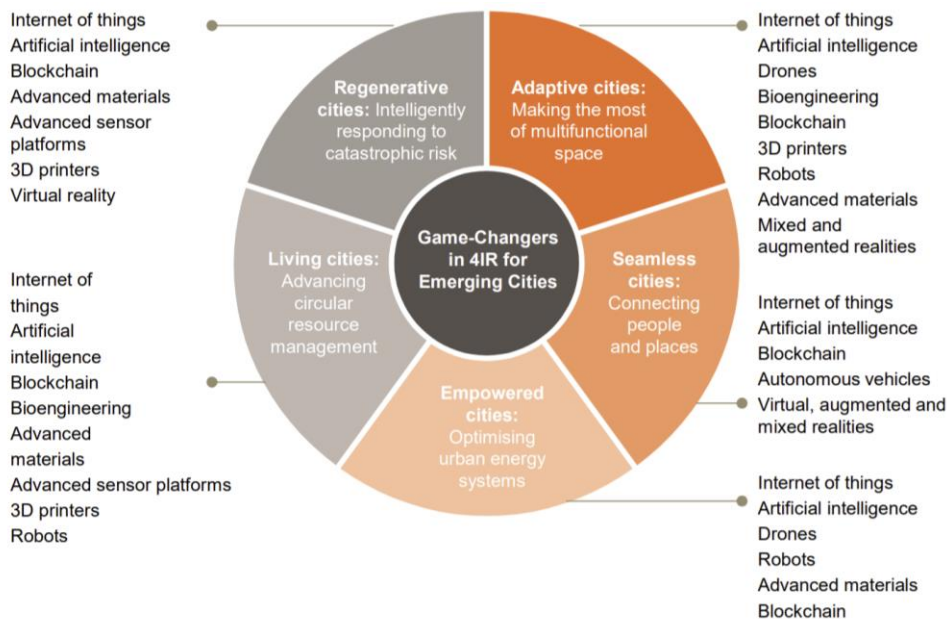 Internet of things
Artificial intelligence
Blockchain
Advanced materials
Advanced sensor
platforms
3D printers
Virtual reality
Regenerative
cities: Intelligently
responding to
catastrophic risk
Adaptive cities:
Making the most
of multifunctional
space
Internet of things
Artificial intelligence
Drones
Bioengineering
Blockchain
3D printers
Robots
Advanced materials
Mixed and
augmented realities
Game-Changers
in 4IR for
Emerging Cities
Living cities:
Advancing
circular
resource
management
Seamless
cities:
Connecting
people
and places
Internet of
things
Artificial
intelligence
Blockchain
Bioengineering
Advanced
materials
Advanced sensor platforms
3D printers
Robots
Internet of things
Artificial intelligence
Blockchain
Autonomous vehicles
Virtual, augmented and
mixed realities
Empowered
cities:
Optimising
urban energy
systems
Internet of things
Artificial intelligence
Drones
Robots
Advanced materials
Blockchain